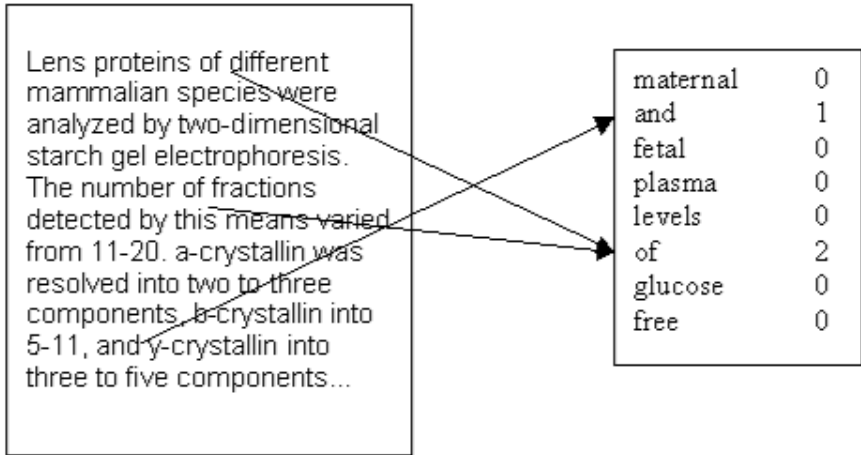 Lens proteins of different
mammalian species were
analyzed by two-dimensional
starch gel electrophoresis.
The number of fractions
detected by this means varied
from 11-20. a-crystallin was
resolved into two to three
components, b-crystallin into
5-11, and y-crystallin into
three to five components...
maternal 0
and 1
fetal 0
plasma 0
levels 0
of 2
glucose 0
free 0